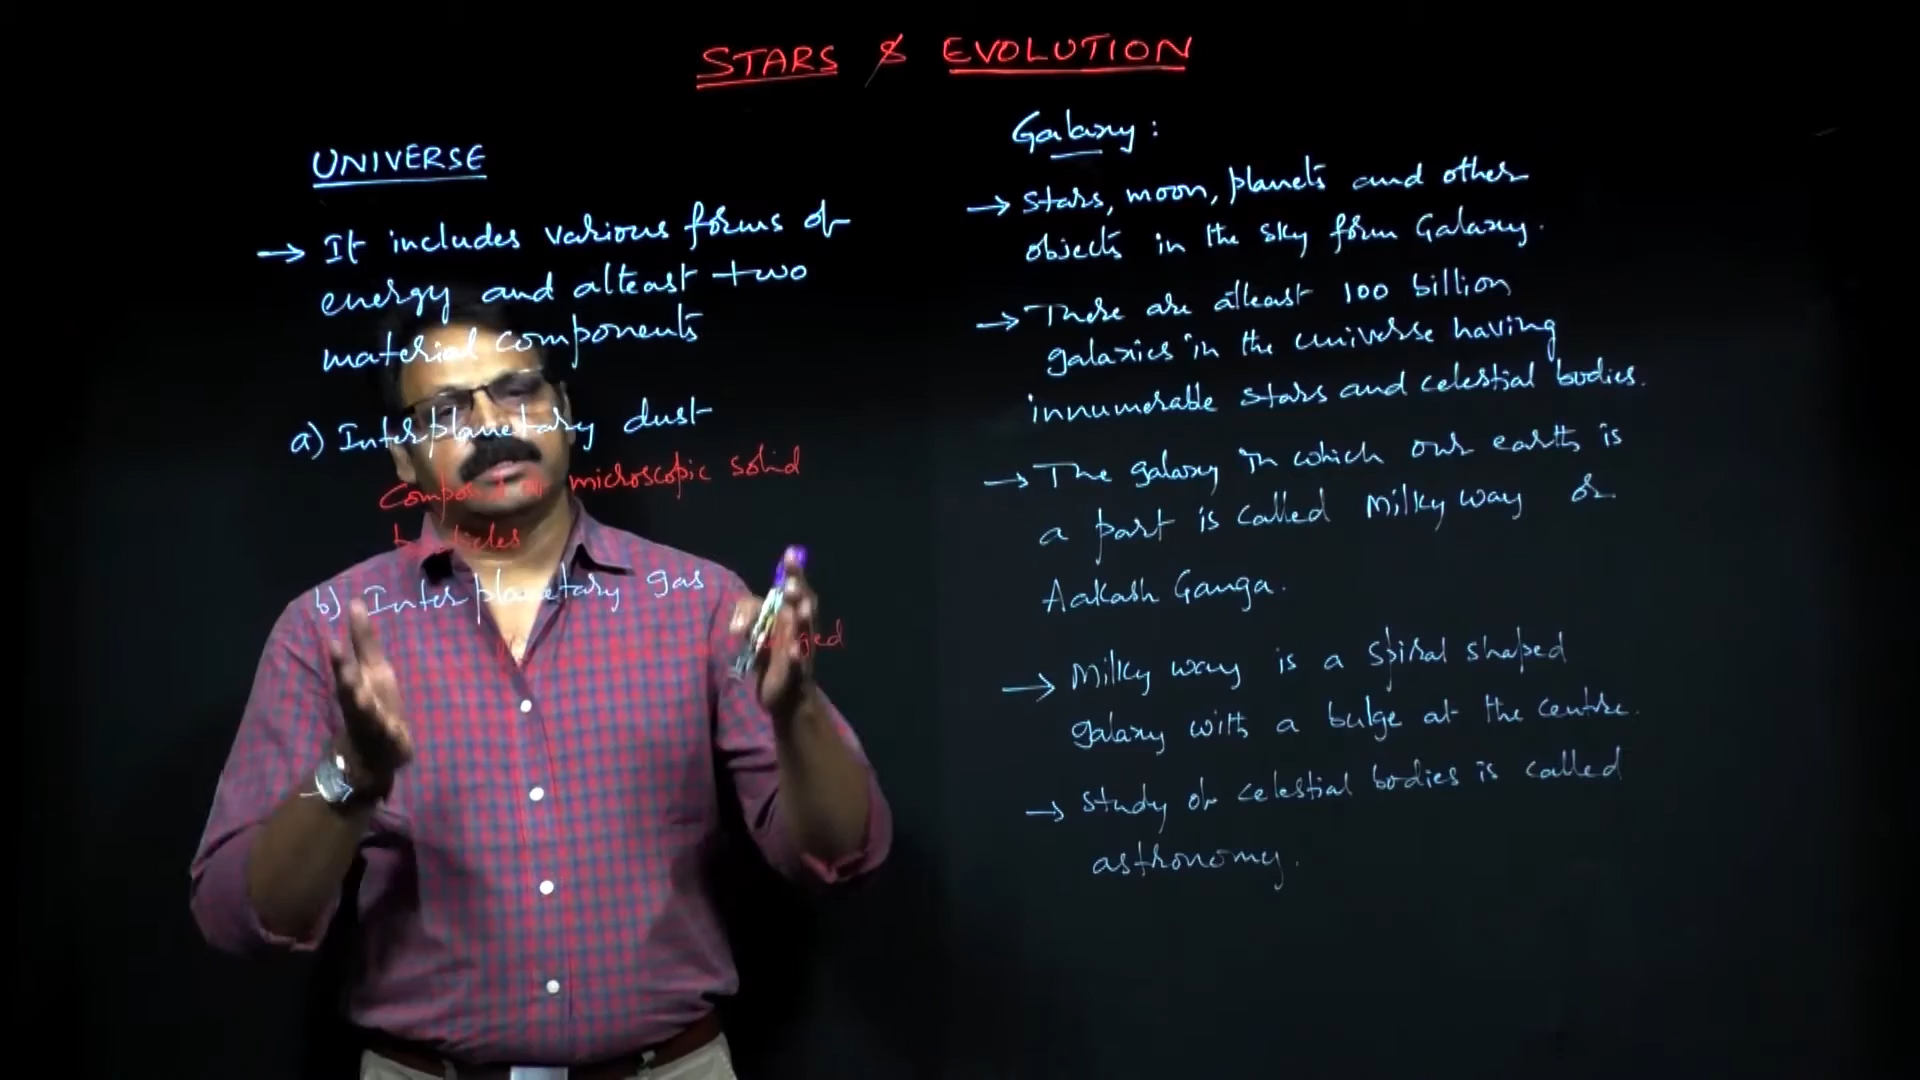 STARS & EVOLUTION
UNIVERSE
→ It includes various forms of
energy and atleast two
material components
a) Interplanetary dust
Composed of microscopic solid
particles
b) Interplanetary gas
Galaxy:
→ Stars, moon, planets and other
objects in the sky form Galaxy.
→ There are atleast 100 billion
galaxies in the universe having
innumerable stars and celestial bodies.
→ The galaxy in which our earth is
a part is called Milky way or
Aakash Ganga.
→ Milky way is a spiral shaped
galaxy with a bulge at the centre.
→ Study of celestial bodies is called
astronomy.